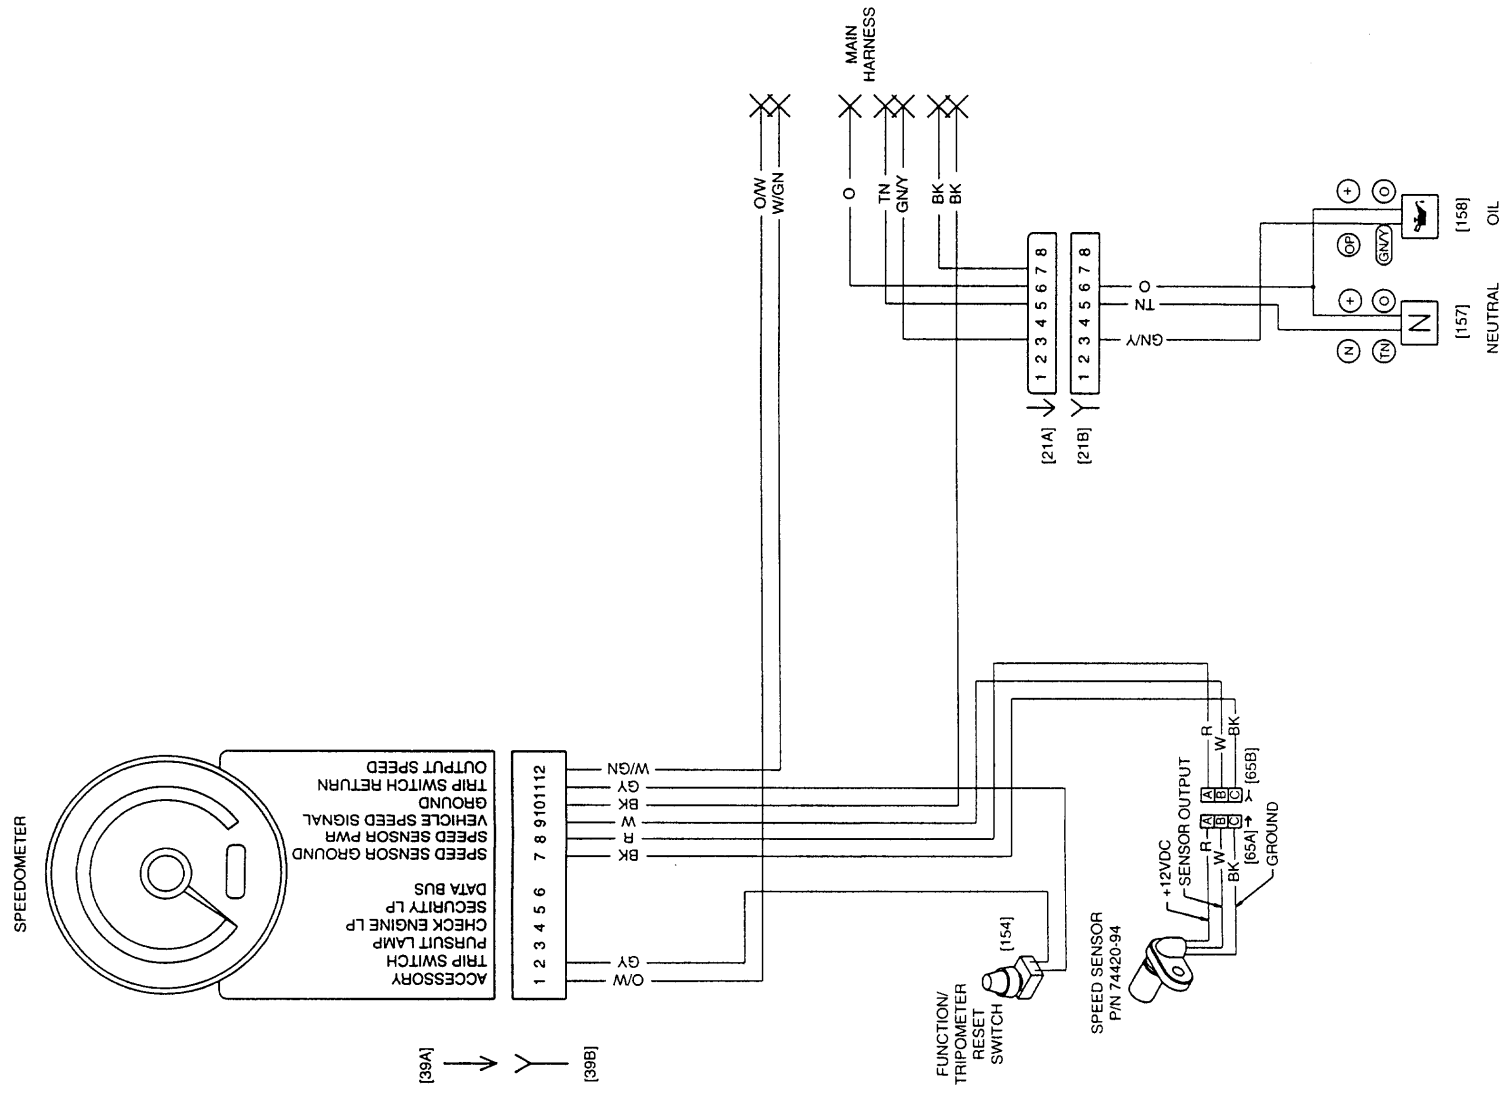 SPEEDOMETER
ACCESSORY
TRIP SWITCH
PURSUIT LAMP
CHECK ENGINE LP
SECURITY LP
DATA BUS
SPEED SENSOR GROUND
SPEED SENSOR PWR
VEHICLE SPEED SIGNAL
GROUND
TRIP SWITCH RETURN
OUTPUT SPEED
1 2 3 4 5 6 7 8 9 10 11 12
O/W
GY
BK
R
W
BK
GY
W/GN
[39A]
[39B]
O/W
W/GN
O
TN
GN/Y
BK
BK
MAIN
HARNESS
1 2 3 4 5 6 7 8
[21A]
1 2 3 4 5 6 7 8
[21B]
GN/Y
TN
O
N
+
TN
O
N
[157]
NEUTRAL
OP
+
GN/Y
O
[158]
OIL
FUNCTION/
TRIPOMETER
RESET
SWITCH
[154]
SPEED SENSOR
P/N 74420-94
+12VDC
SENSOR OUTPUT
GROUND
R
W
BK
A
B
C
[65A]
A
B
C
[65B]
R
W
BK